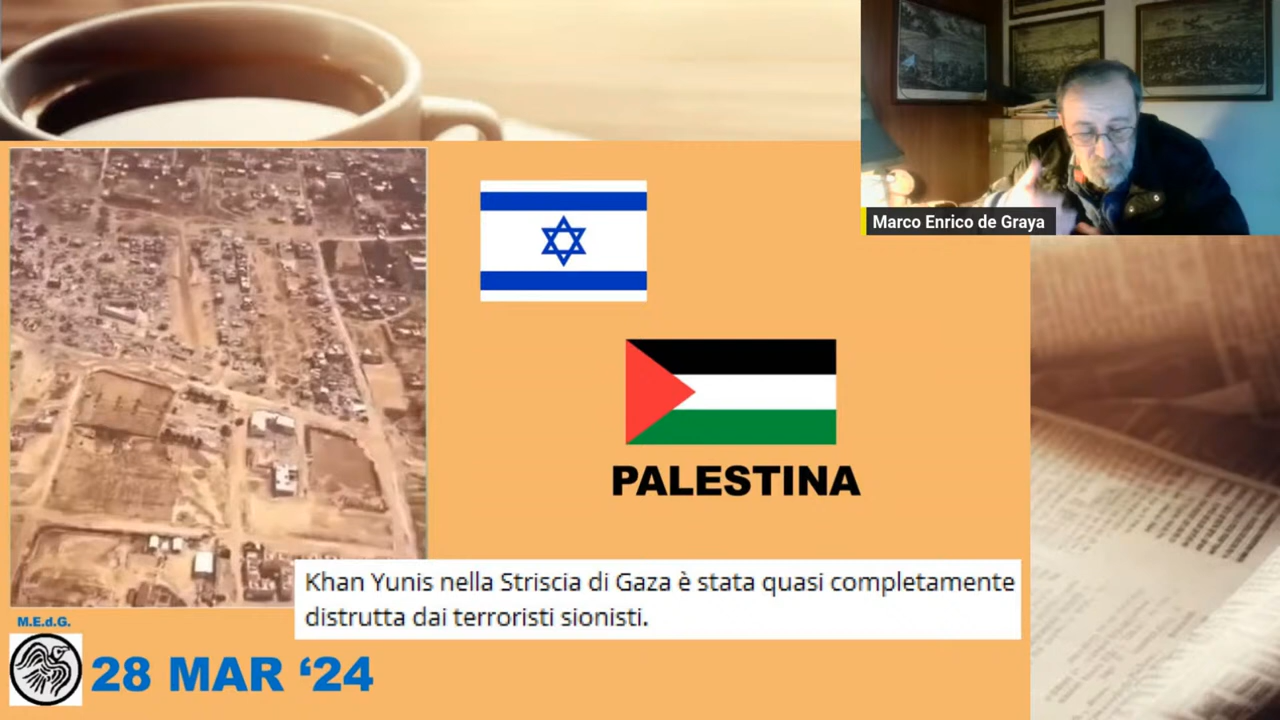 Marco Enrico de Graya
PALESTINA
Khan Yunis nella Striscia di Gaza è stata quasi completamente
distrutta dai terroristi sionisti.
M.E.d.G.
28 MAR ‘24